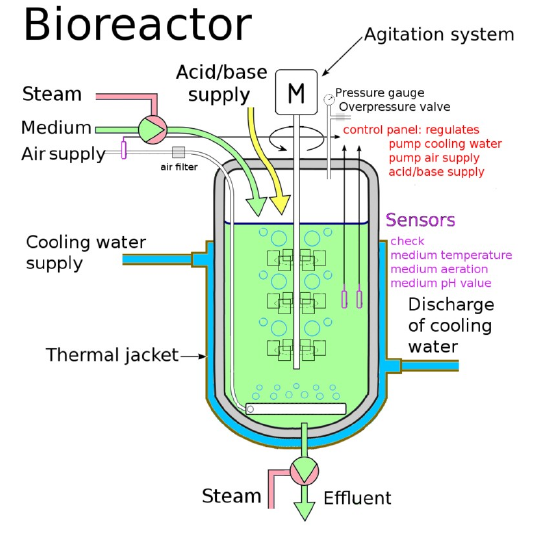 Bioreactor
Agitation system
Acid/base
supply
M
Steam
Pressure gauge
Overpressure valve
Medium
control panel: regulates
pump cooling water
pump air supply
acid/base supply
Air supply
air filter
Sensors
check
medium temperature
medium aeration
medium pH value
Cooling water
supply
Discharge
of cooling
water
Thermal jacket
Steam
Effluent